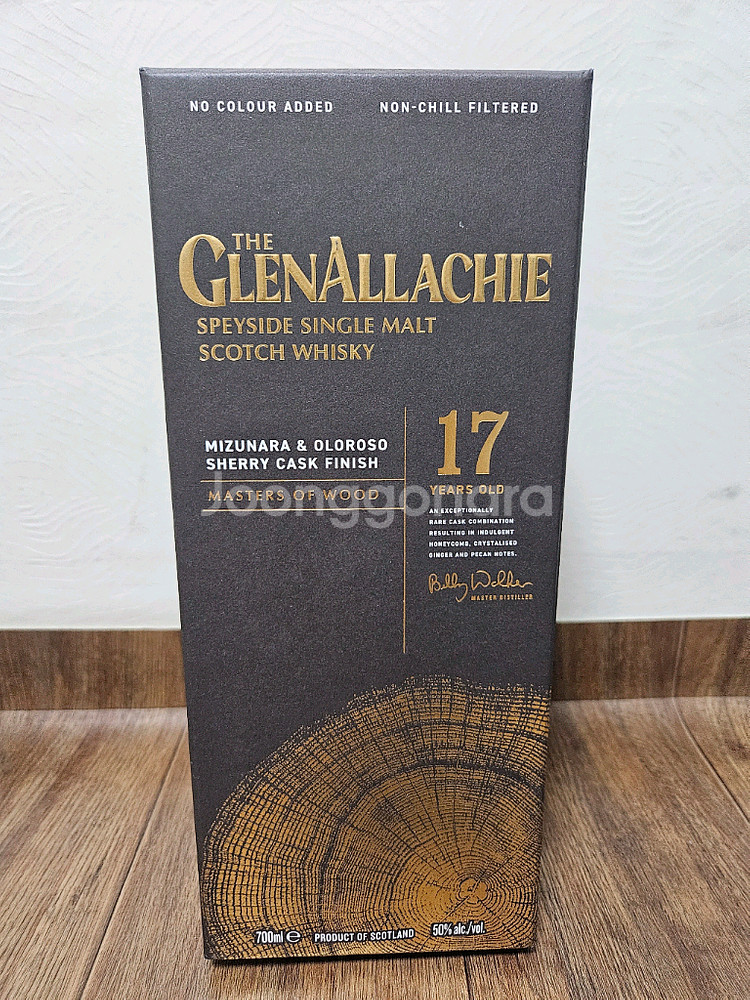 NO COLOUR ADDED
NON-CHILL FILTERED
THE
GLENALLACHIE
SPEYSIDE SINGLE MALT
SCOTCH WHISKY
MIZUNARA & OLOROSO
SHERRY CASK FINISH
MASTERS OF WOOD
17
YEARS OLD
AN EXCEPTIONALLY
RARE CASK COMBINATION
RESULTING IN INDULGENT
HONEYCOMB, CRYSTALISED
GINGER AND PECAN NOTES.
Billy Walker
MASTER DISTILLER
Joonggonara
700ml e PRODUCT OF SCOTLAND 50% alc./vol.